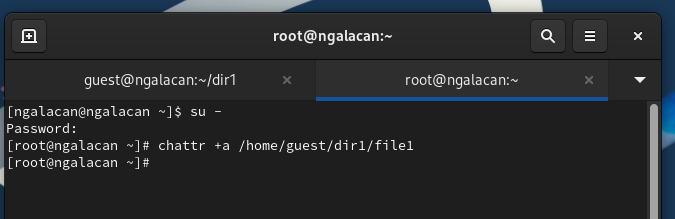 root@ngalacan:~
guest@ngalacan:~/dir1
root@ngalacan:~
[ngalacan@ngalacan ~]$ su -
Password:
[root@ngalacan ~]# chattr +a /home/guest/dir1/file1
[root@ngalacan ~]#